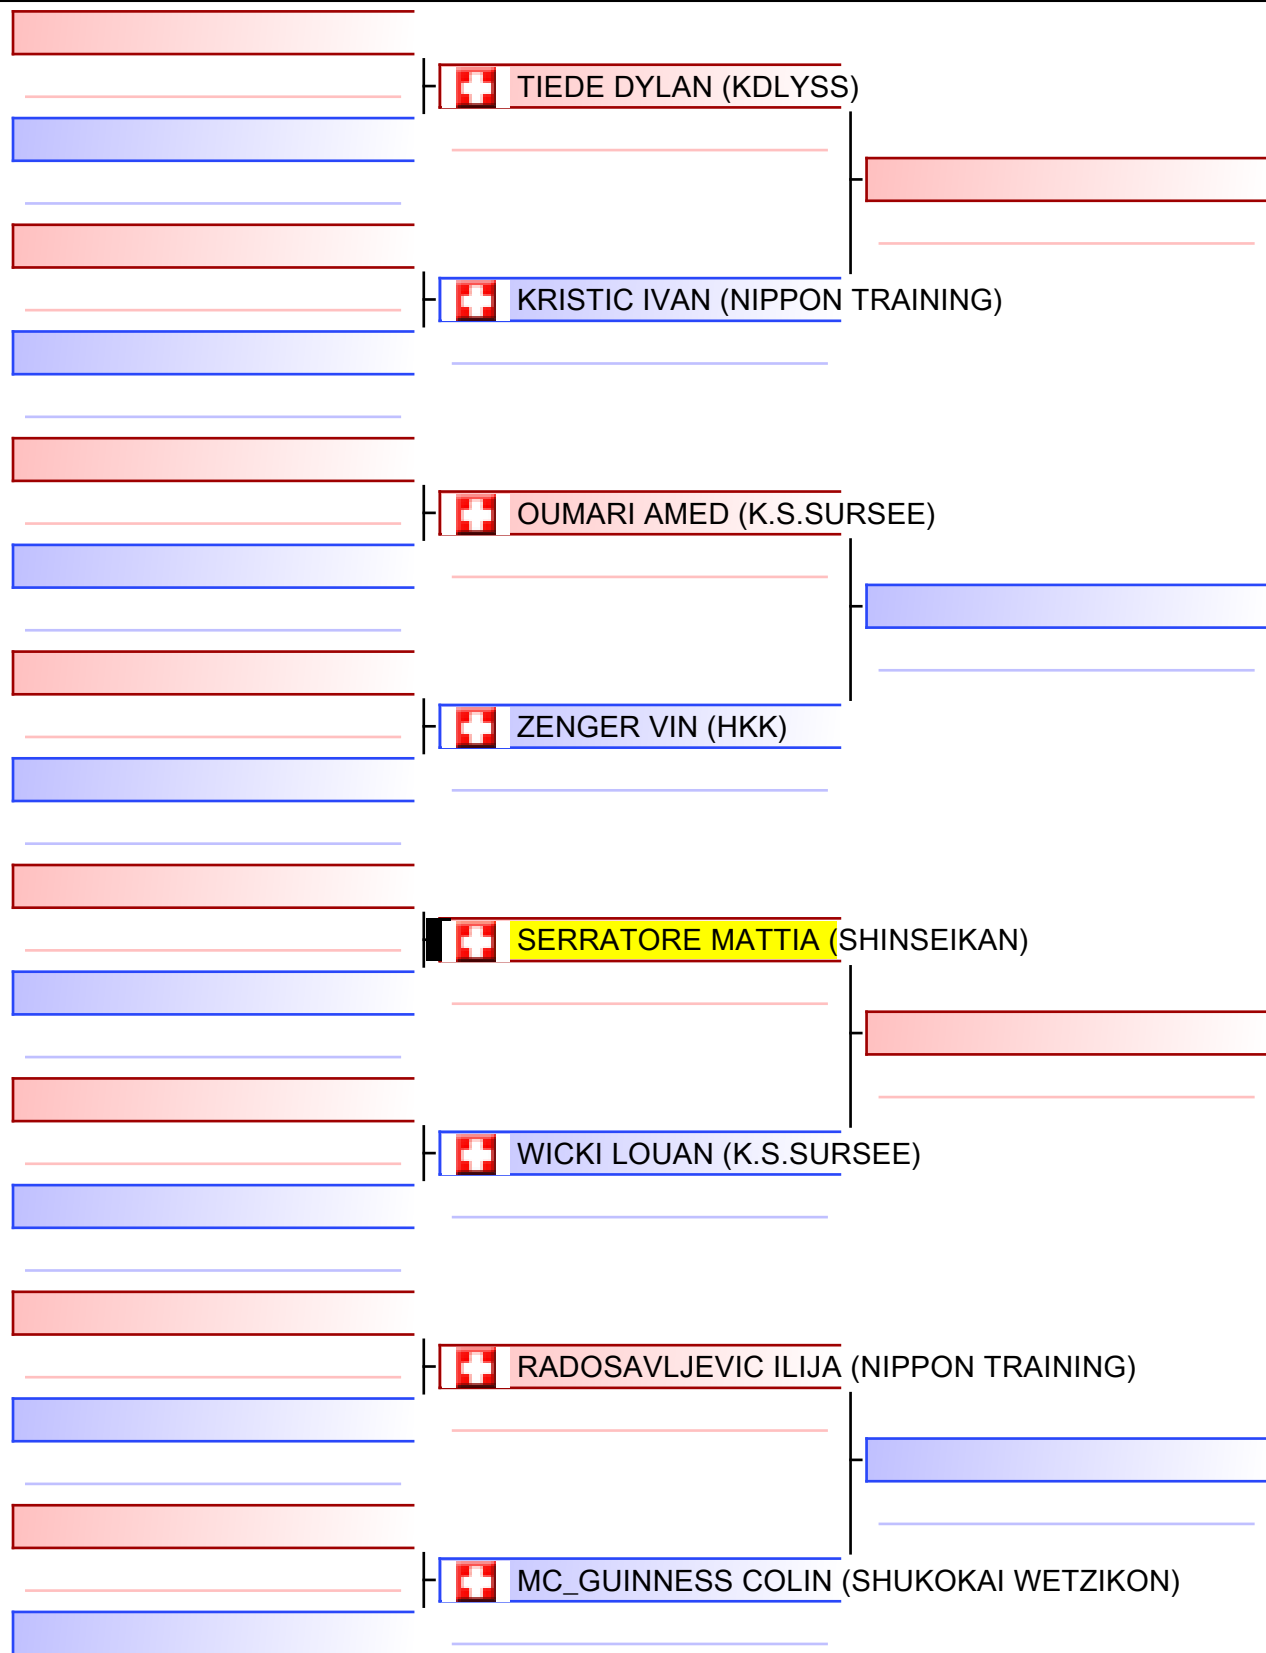 TIEDE DYLAN (KDLYSS)
KRISTIC IVAN (NIPPON TRAINING)
OUMARI AMED (K.S.SURSEE)
ZENGER VIN (HKK)
SERRATORE MATTIA (SHINSEIKAN)
WICKI LOUAN (K.S.SURSEE)
RADOSAVLJEVIC ILIJA (NIPPON TRAINING)
MC_GUINNESS COLIN (SHUKOKAI WETZIKON)